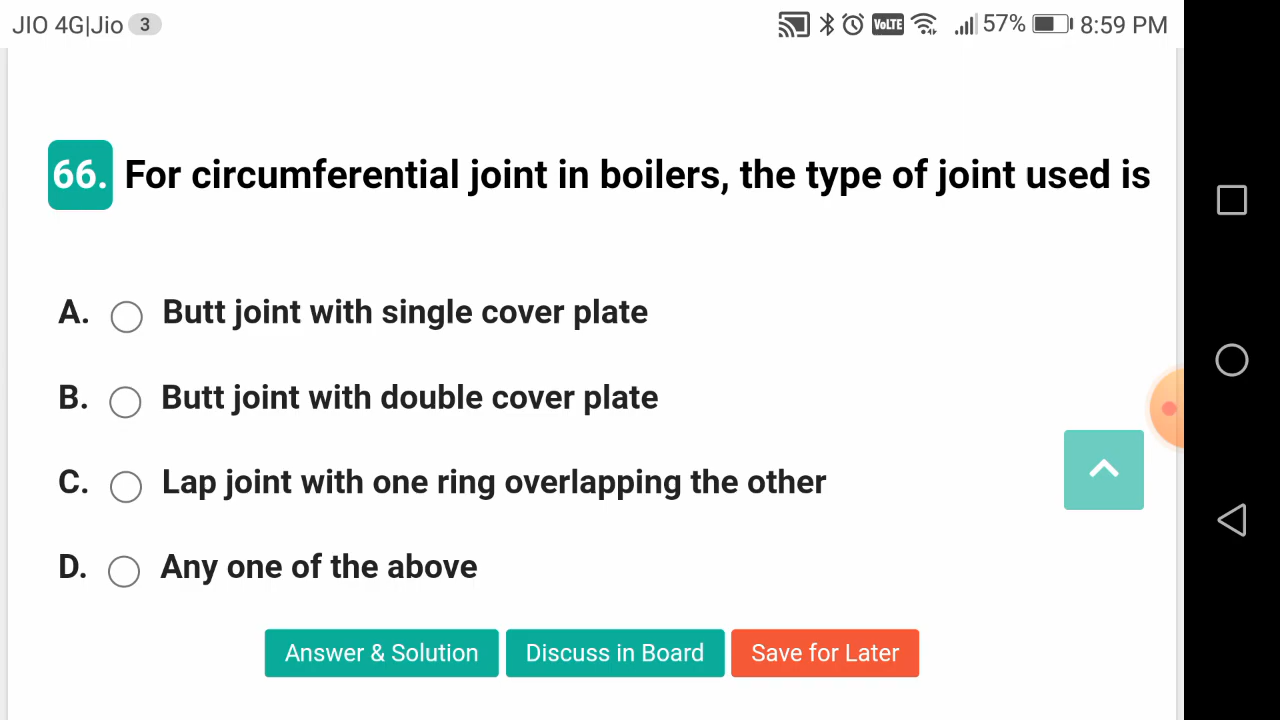 JIO 4G|Jio 3 VoLTE 57% 8:59 PM
66. For circumferential joint in boilers, the type of joint used is
A. Butt joint with single cover plate
B. Butt joint with double cover plate
C. Lap joint with one ring overlapping the other
D. Any one of the above
Answer & Solution Discuss in Board Save for Later